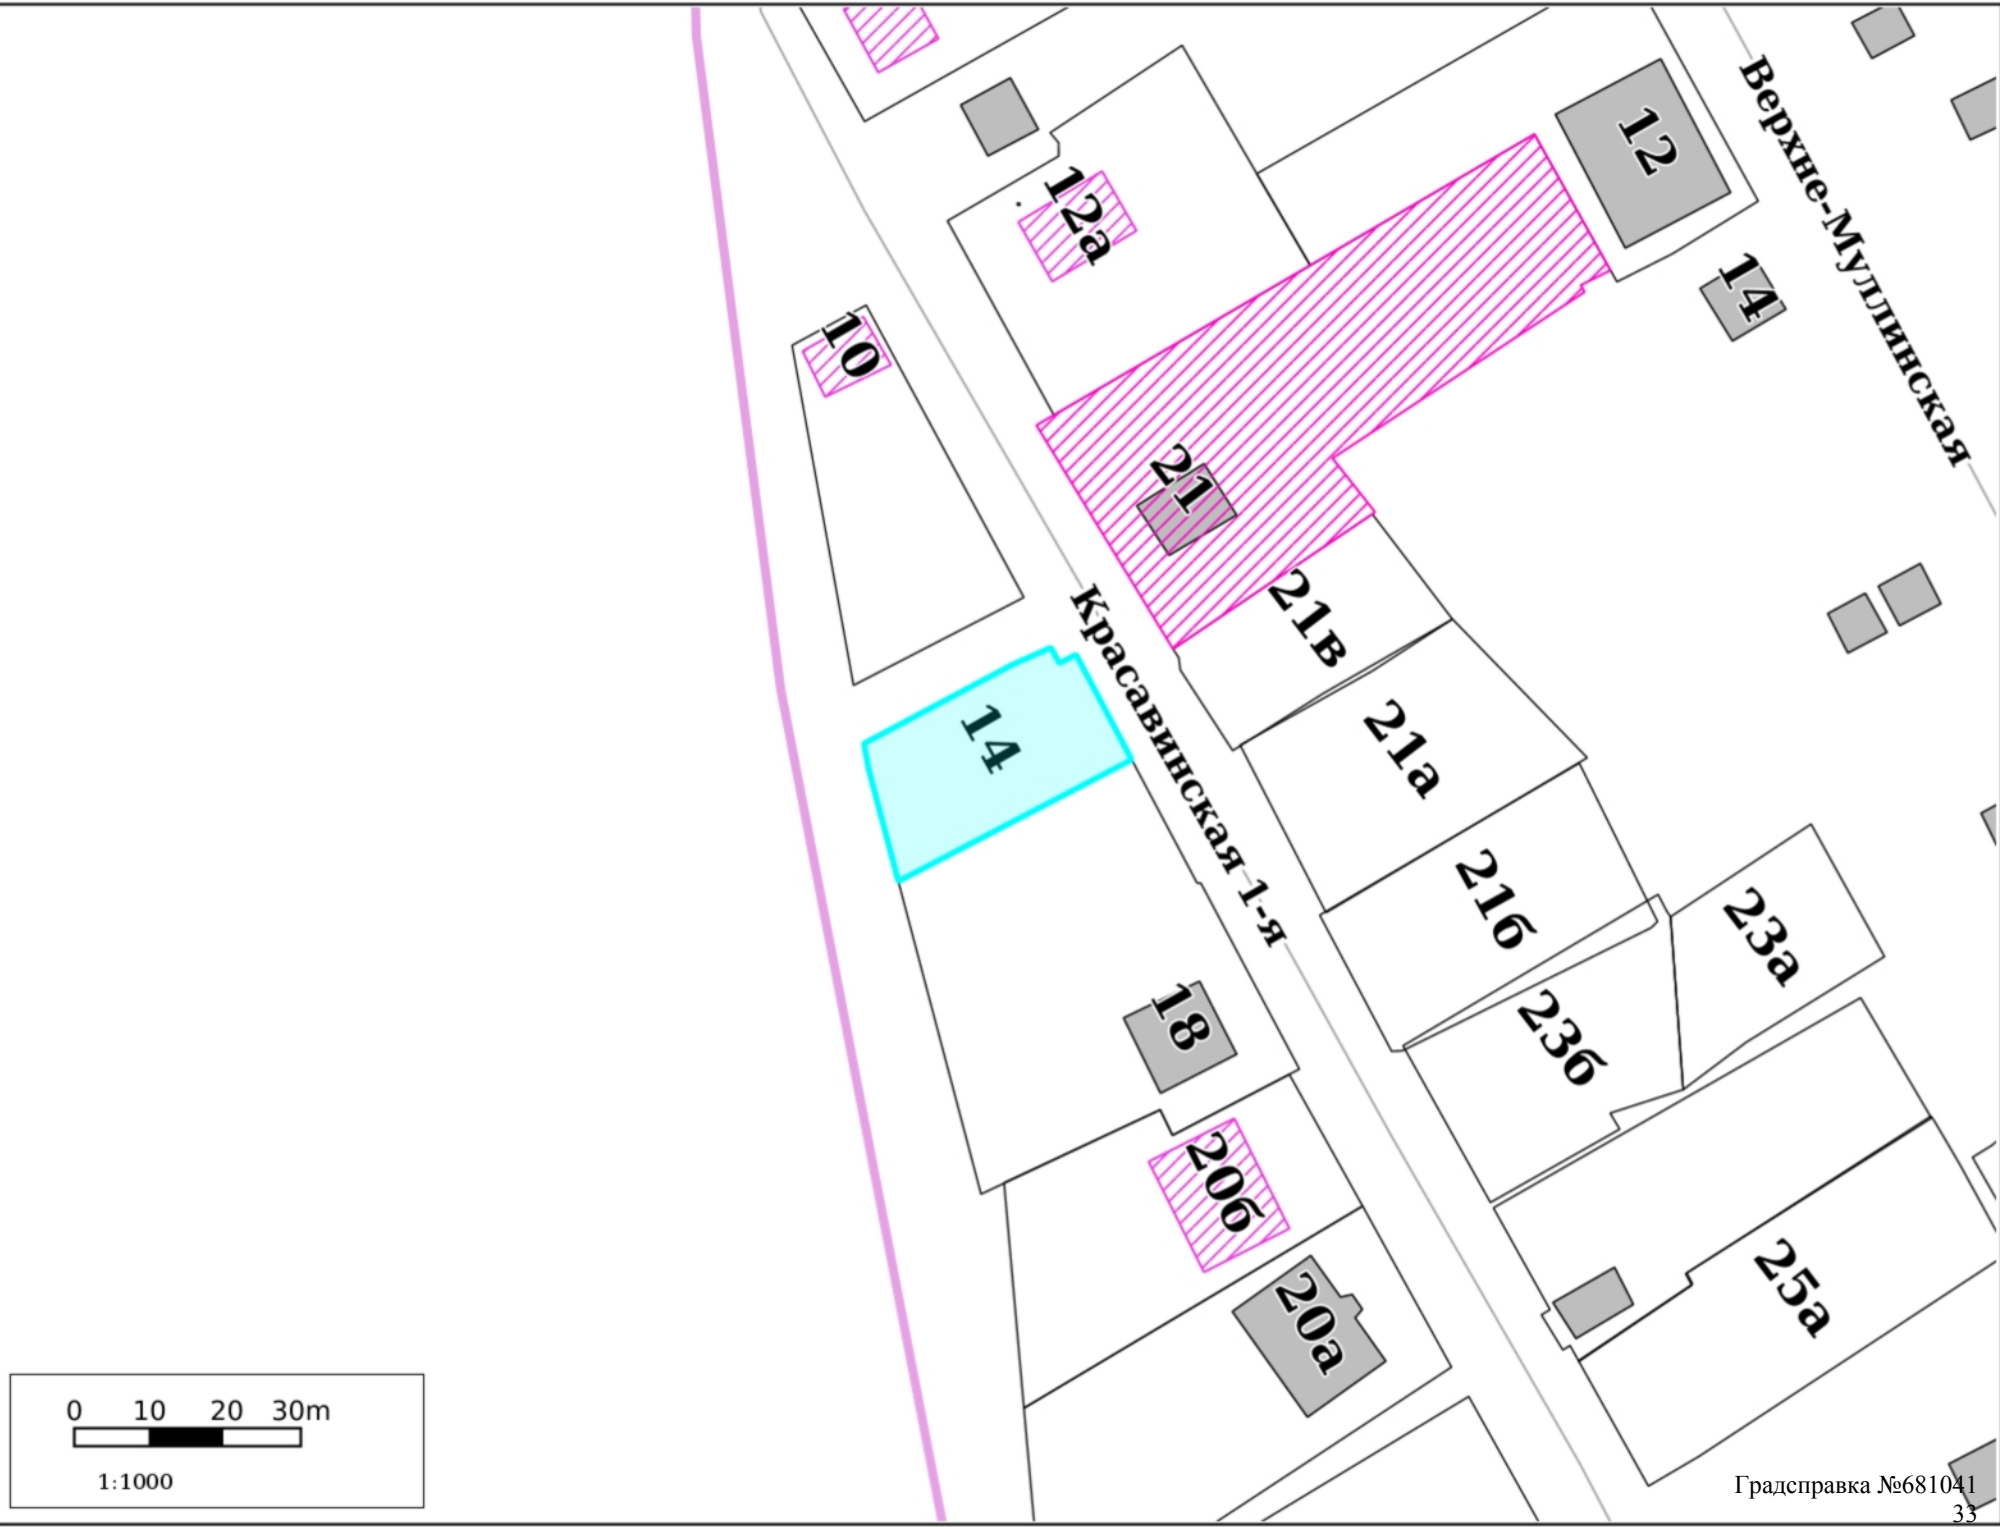 Верхне-Муллинская
12
12а
14
10
21
21в
Красавинская 1-я
14
21а
21б
23а
23б
18
20б
20а
25а
0 10 20 30m
1:1000
Градсправка №681041
33